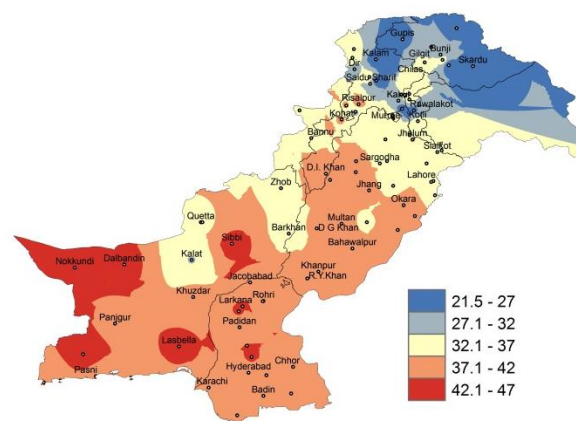 Gupis
Kalam
Gilgit
Bunji
Skardu
Dir
Chilas
Saidu Sharif
Kakul
Risalpur
Rawalakot
Kohat
Murree
Kotli
Bannu
Jhelum
Sialkot
Sargodha
D.I. Khan
Lahore
Zhob
Jhang
Okara
Quetta
Multan
Sibbi
Barkhan
D G Khan
Kalat
Bahawalpur
Nokkundi
Dalbandin
Khanpur
Jacobabad
R.Y.Khan
Khuzdar
Larkana
Rohri
Panjgur
Padidan
Lasbella
Pasni
Hyderabad
Chhor
Karachi
Badin
21.5 - 27
27.1 - 32
32.1 - 37
37.1 - 42
42.1 - 47